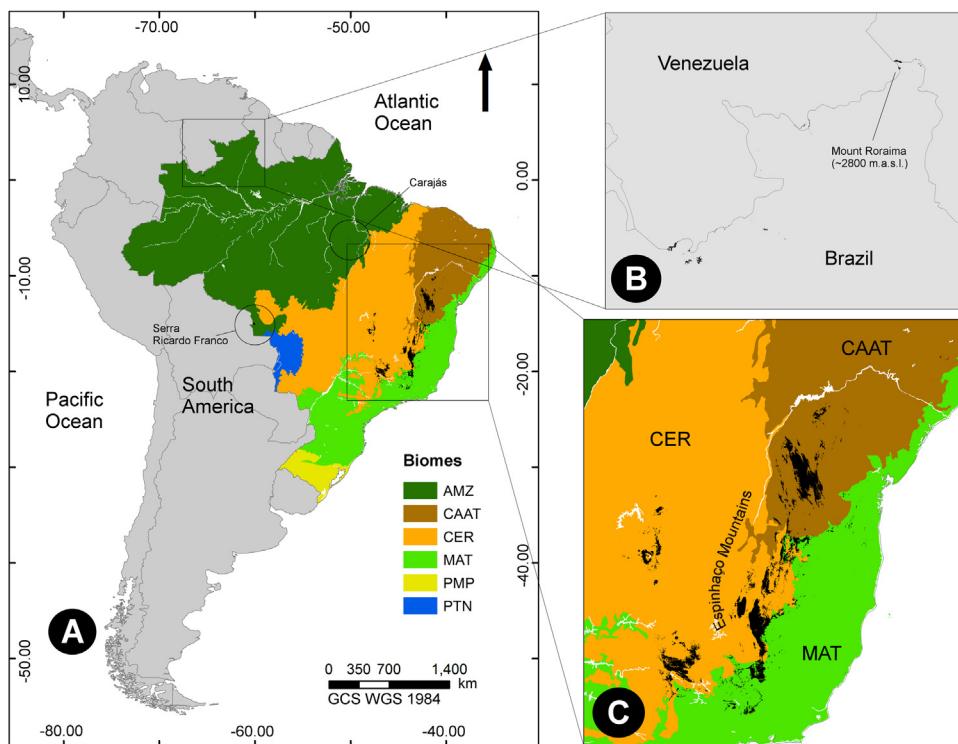 -70.00
-50.00
10.00
0.00
-10.00
-20.00
-40.00
-50.00
-80.00
-60.00
-40.00
Atlantic
Ocean
Carajás
Serra
Ricardo Franco
South
America
Pacific
Ocean
Biomes
AMZ
CAAT
CER
MAT
PMP
PTN
A
0 350 700 1,400
km
GCS WGS 1984
Venezuela
Mount Roraima
(~2800 m.a.s.l.)
Brazil
B
CAAT
CER
Espinhaço Mountains
MAT
C